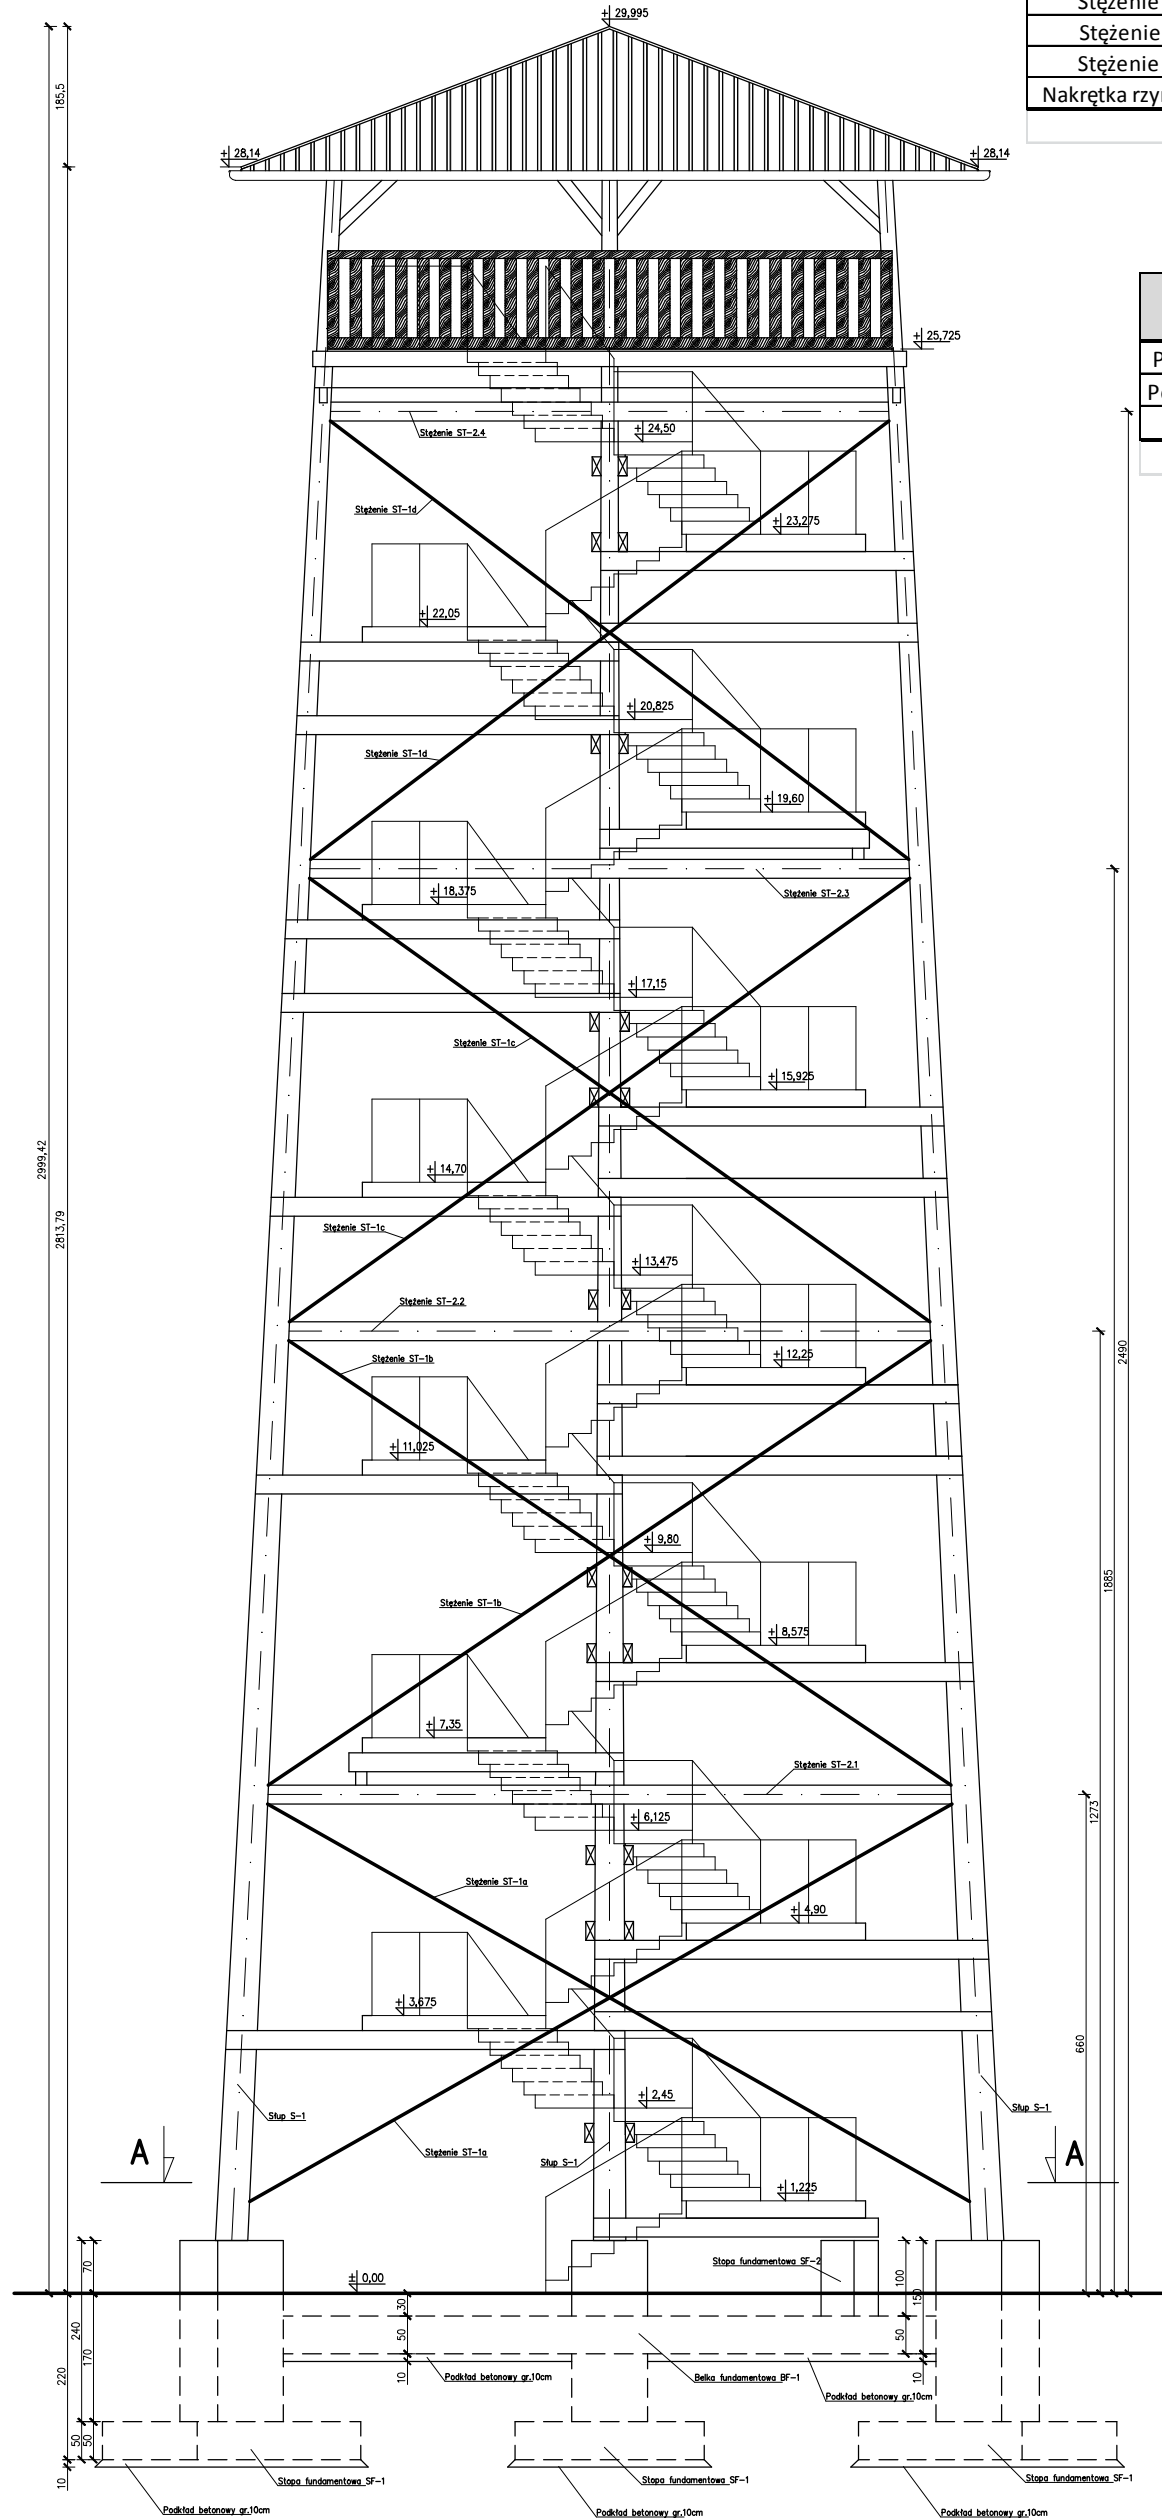 Stężenie
Stężenie
Stężenie
+ 29,995
+ 28,14
+ 28,14
185,5
+ 25,725
Stężenie ST-2.4
+ 24,50
Stężenie ST-1d
+ 23,275
+ 22,05
+ 20,825
Stężenie ST-1d
+ 19,60
+ 18,375
Stężenie ST-2.3
+ 17,15
Stężenie ST-1c
+ 15,925
2999,42
2813,79
+ 14,70
Stężenie ST-1c
+ 13,475
Stężenie ST-2.2
Stężenie ST-1b
+ 12,25
2490
+ 11,025
+ 9,80
1885
Stężenie ST-1b
+ 8,575
+ 7,35
Stężenie ST-2.1
+ 6,125
1273
Stężenie ST-1a
+ 4,90
+ 3,675
660
+ 2,45
Słup S-1
Słup S-1
Stężenie ST-1a
Słup S-1
A
A
+ 1,225
Stopa fundamentowa SF-2
± 0,00
70
240
170
220
50
50
10
30
50
10
100
150
50
10
Podkład betonowy gr.10cm
Belka fundamentowa BF-1
Podkład betonowy gr.10cm
Stopa fundamentowa SF-1
Stopa fundamentowa SF-1
Stopa fundamentowa SF-1
Podkład betonowy gr.10cm
Podkład betonowy gr.10cm
Podkład betonowy gr.10cm